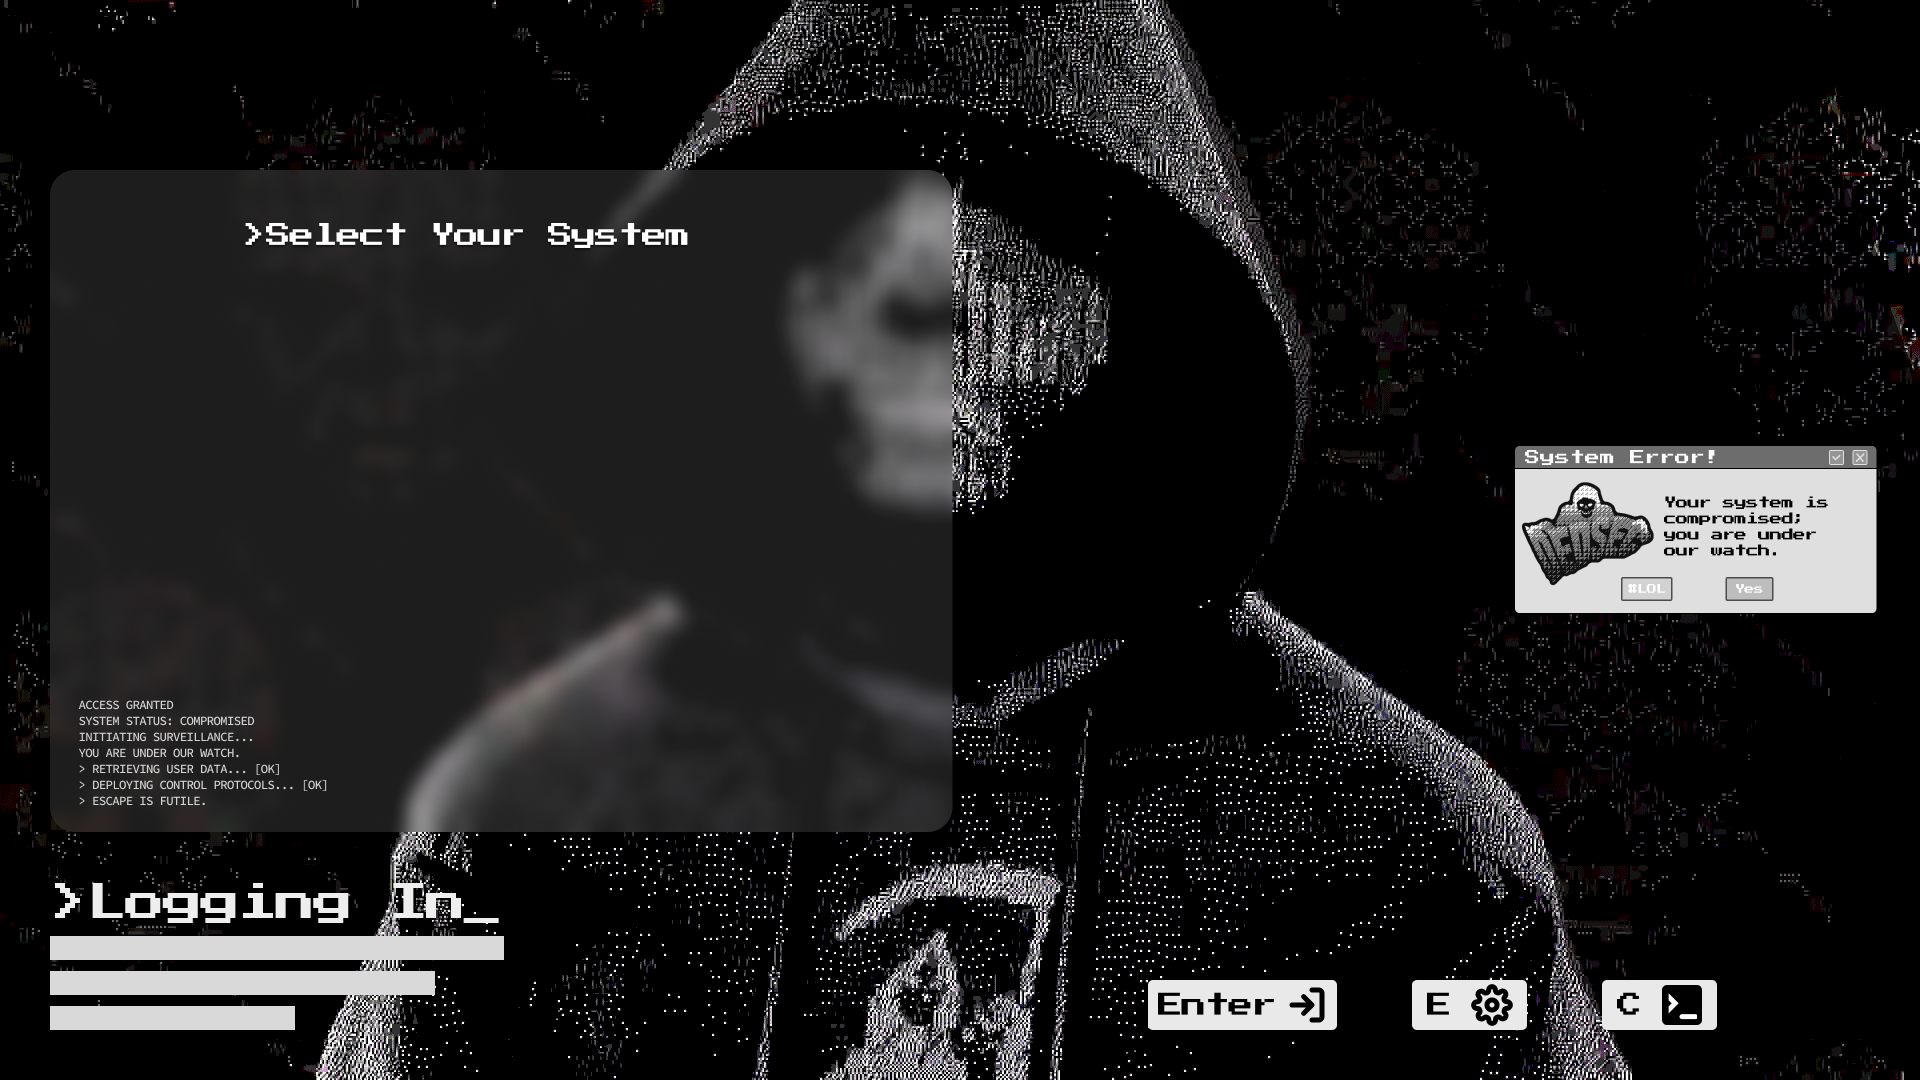 >Select Your System
ACCESS GRANTED
SYSTEM STATUS: COMPROMISED
INITIATING SURVEILLANCE...
YOU ARE UNDER OUR WATCH.
> RETRIEVING USER DATA... [OK]
> DEPLOYING CONTROL PROTOCOLS... [OK]
> ESCAPE IS FUTILE.
>Logging In_
System Error!
DEDSEC
Your system is
compromised;
you are under
our watch.
#LOL
Yes
Enter
E
C >_